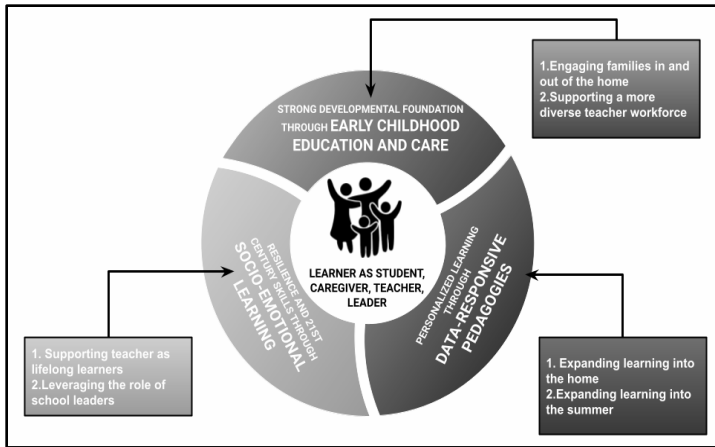 1.Engaging families in and
out of the home
2.Supporting a more
diverse teacher workforce
STRONG DEVELOPMENTAL FOUNDATION
THROUGH EARLY CHILDHOOD
EDUCATION AND CARE
LEARNER AS STUDENT,
CAREGIVER, TEACHER,
LEADER
RESILIENCE AND 21ST
CENTURY SKILLS THROUGH
SOCIO-EMOTIONAL
LEARNING
PERSONALIZED LEARNING
THROUGH
DATA-RESPONSIVE
PEDAGOGIES
1. Supporting teacher as
lifelong learners
2.Leveraging the role of
school leaders
1. Expanding learning into
the home
2.Expanding learning into
the summer